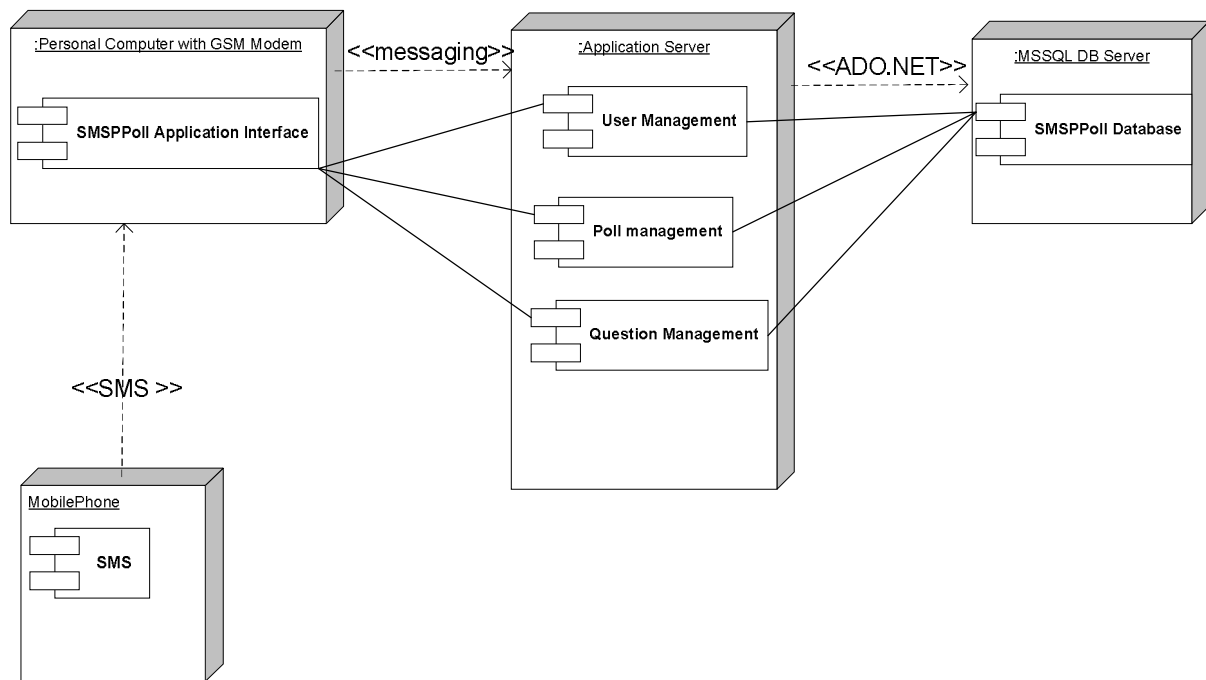 :Personal Computer with GSM Modem
<<messaging>>
:Application Server
<<ADO.NET>>
:MSSQL DB Server
SMSPPoll Application Interface
User Management
SMSPPoll Database
Poll management
Question Management
<<SMS >>
MobilePhone
SMS